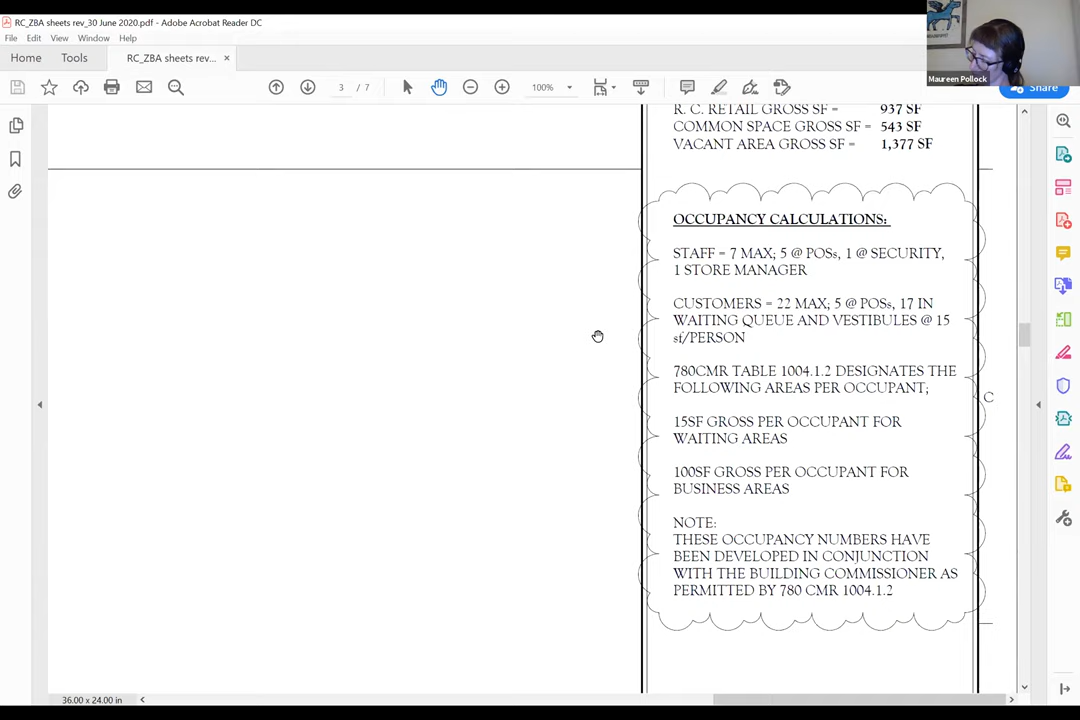 RC_ZBA sheets rev_30 June 2020.pdf - Adobe Acrobat Reader DC
File Edit View Window Help
Home Tools RC_ZBA sheets rev... ×
3 / 7 100%
Share
Maureen Pollock
R. C. RETAIL GROSS SF = 937 SF
COMMON SPACE GROSS SF = 543 SF
VACANT AREA GROSS SF = 1,377 SF
OCCUPANCY CALCULATIONS:
STAFF = 7 MAX; 5 @ POSs, 1 @ SECURITY,
1 STORE MANAGER
CUSTOMERS = 22 MAX; 5 @ POSs, 17 IN
WAITING QUEUE AND VESTIBULES @ 15
sf/PERSON
780CMR TABLE 1004.1.2 DESIGNATES THE
FOLLOWING AREAS PER OCCUPANT;
C
15SF GROSS PER OCCUPANT FOR
WAITING AREAS
100SF GROSS PER OCCUPANT FOR
BUSINESS AREAS
NOTE:
THESE OCCUPANCY NUMBERS HAVE
BEEN DEVELOPED IN CONJUNCTION
WITH THE BUILDING COMMISSIONER AS
PERMITTED BY 780 CMR 1004.1.2
36.00 x 24.00 in